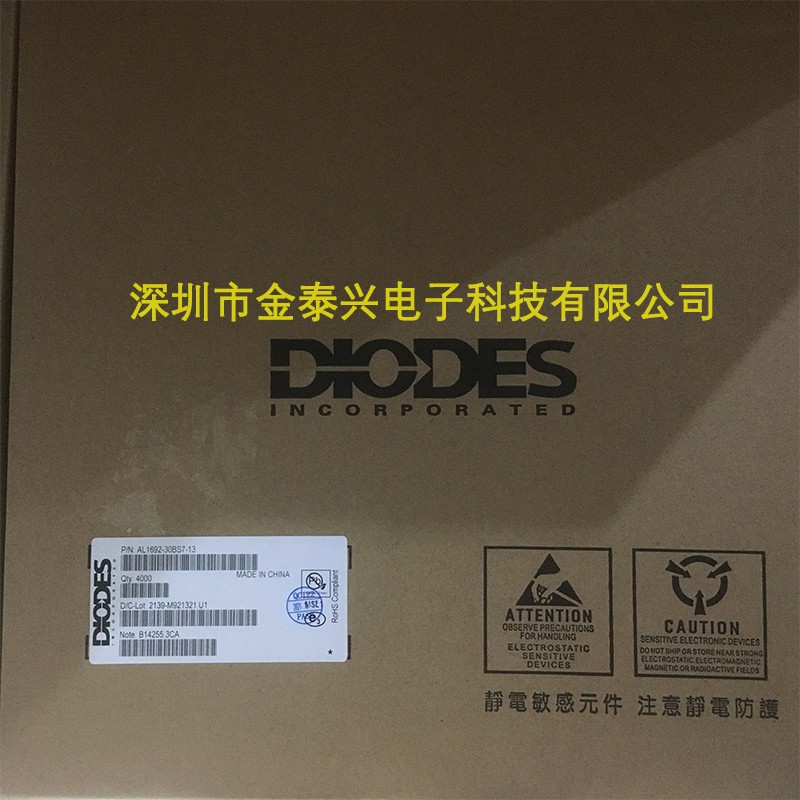 深圳市金泰兴电子科技有限公司
DIODES
INCORPORATED
DIODES
INCORPORATED
P/N: AL1692-30BS7-13
Qty: 4000
MADE IN CHINA
D/C-Lot: 2139-M921321.U1
Note: B14255.3CA
Pb
RoHS Compliant
ATTENTION
OBSERVE PRECAUTIONS
FOR HANDLING
ELECTROSTATIC
SENSITIVE
DEVICES
靜電敏感元件
CAUTION
SENSITIVE ELECTRONIC DEVICES
DO NOT SHIP OR STORE NEAR STRONG
ELECTROSTATIC, ELECTROMAGNETIC
MAGNETIC OR RADIOACTIVE FIELDS
注意靜電防護